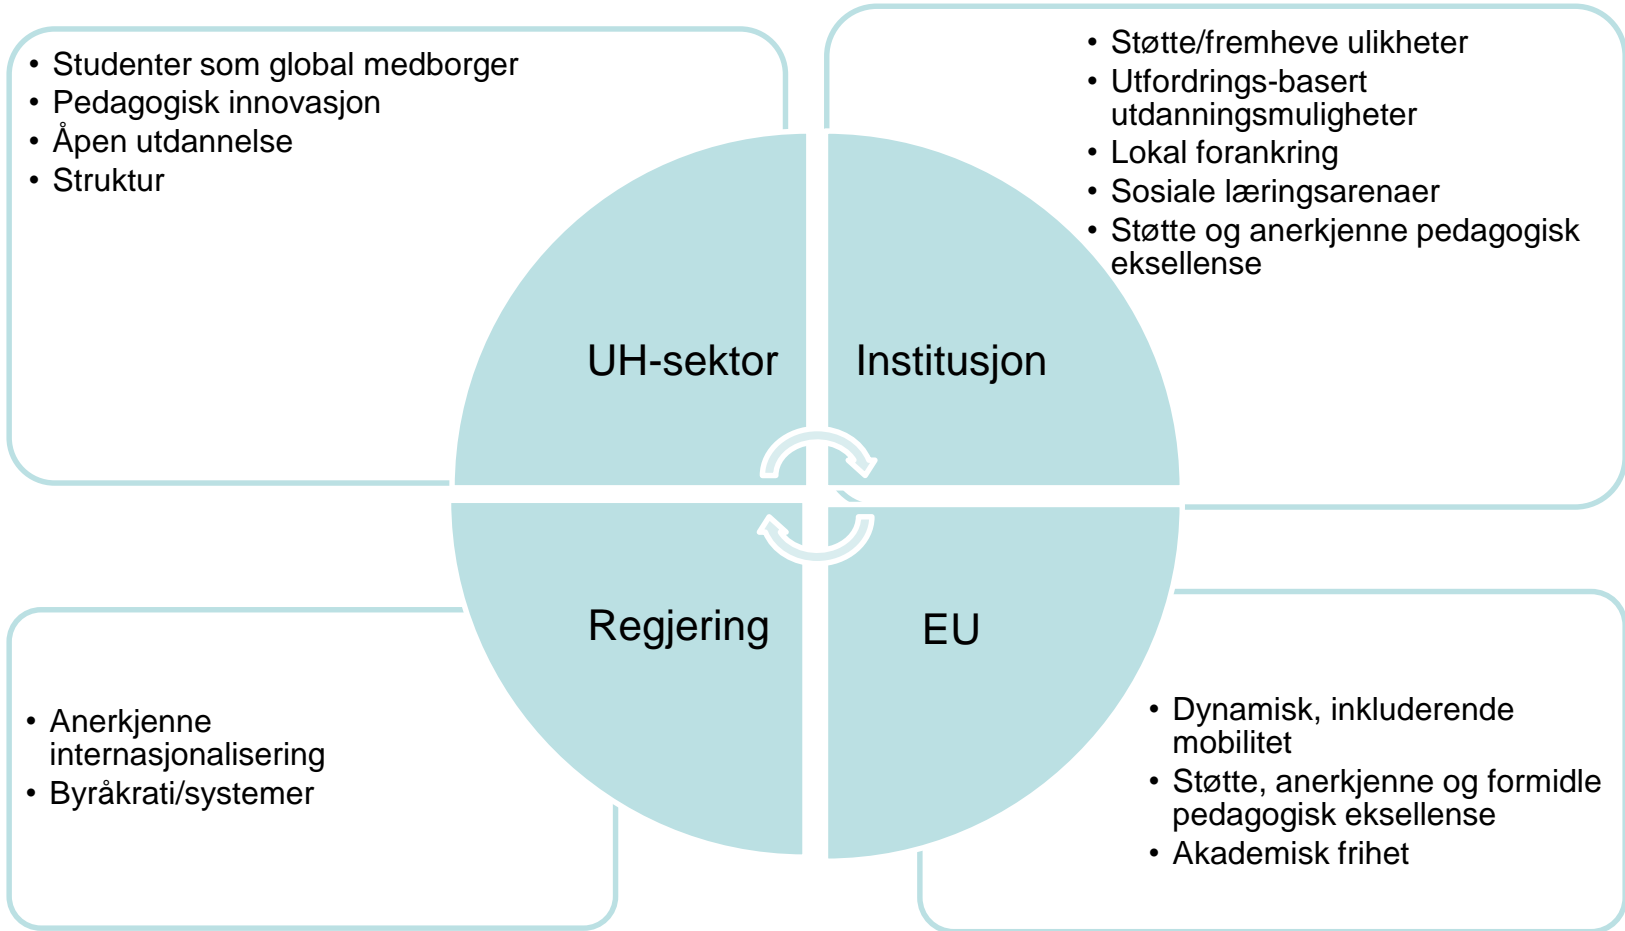 • Studenter som global medborger
• Pedagogisk innovasjon
• Åpen utdannelse
• Struktur
• Støtte/fremheve ulikheter
• Utfordrings-basert
utdanningsmuligheter
• Lokal forankring
• Sosiale læringsarenaer
• Støtte og anerkjenne pedagogisk
eksellense
UH-sektor
Institusjon
Regjering
EU
• Anerkjenne
internasjonalisering
• Byråkrati/systemer
• Dynamisk, inkluderende
mobilitet
• Støtte, anerkjenne og formidle
pedagogisk eksellense
• Akademisk frihet